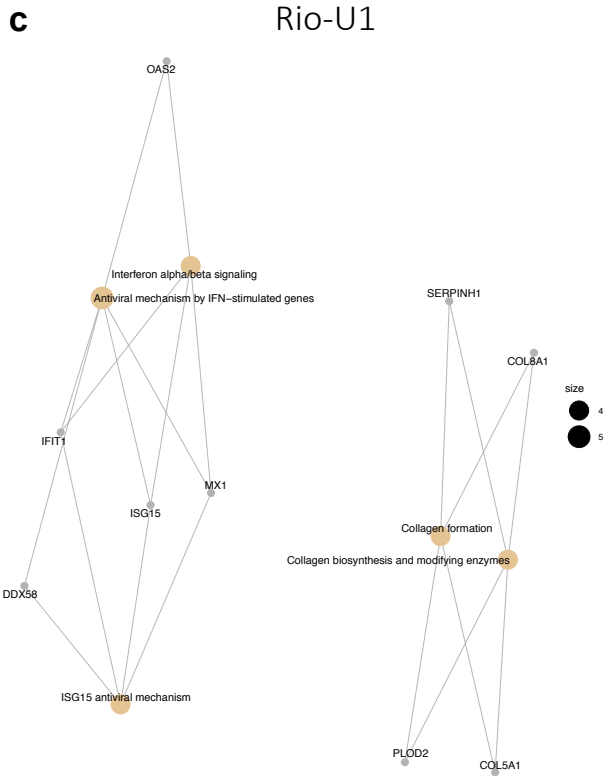 c
Rio-U1
OAS2
Interferon alpha/beta signaling
Antiviral mechanism by IFN−stimulated genes
SERPINH1
COL8A1
size
4
5
IFIT1
MX1
ISG15
Collagen formation
Collagen biosynthesis and modifying enzymes
DDX58
ISG15 antiviral mechanism
PLOD2
COL5A1